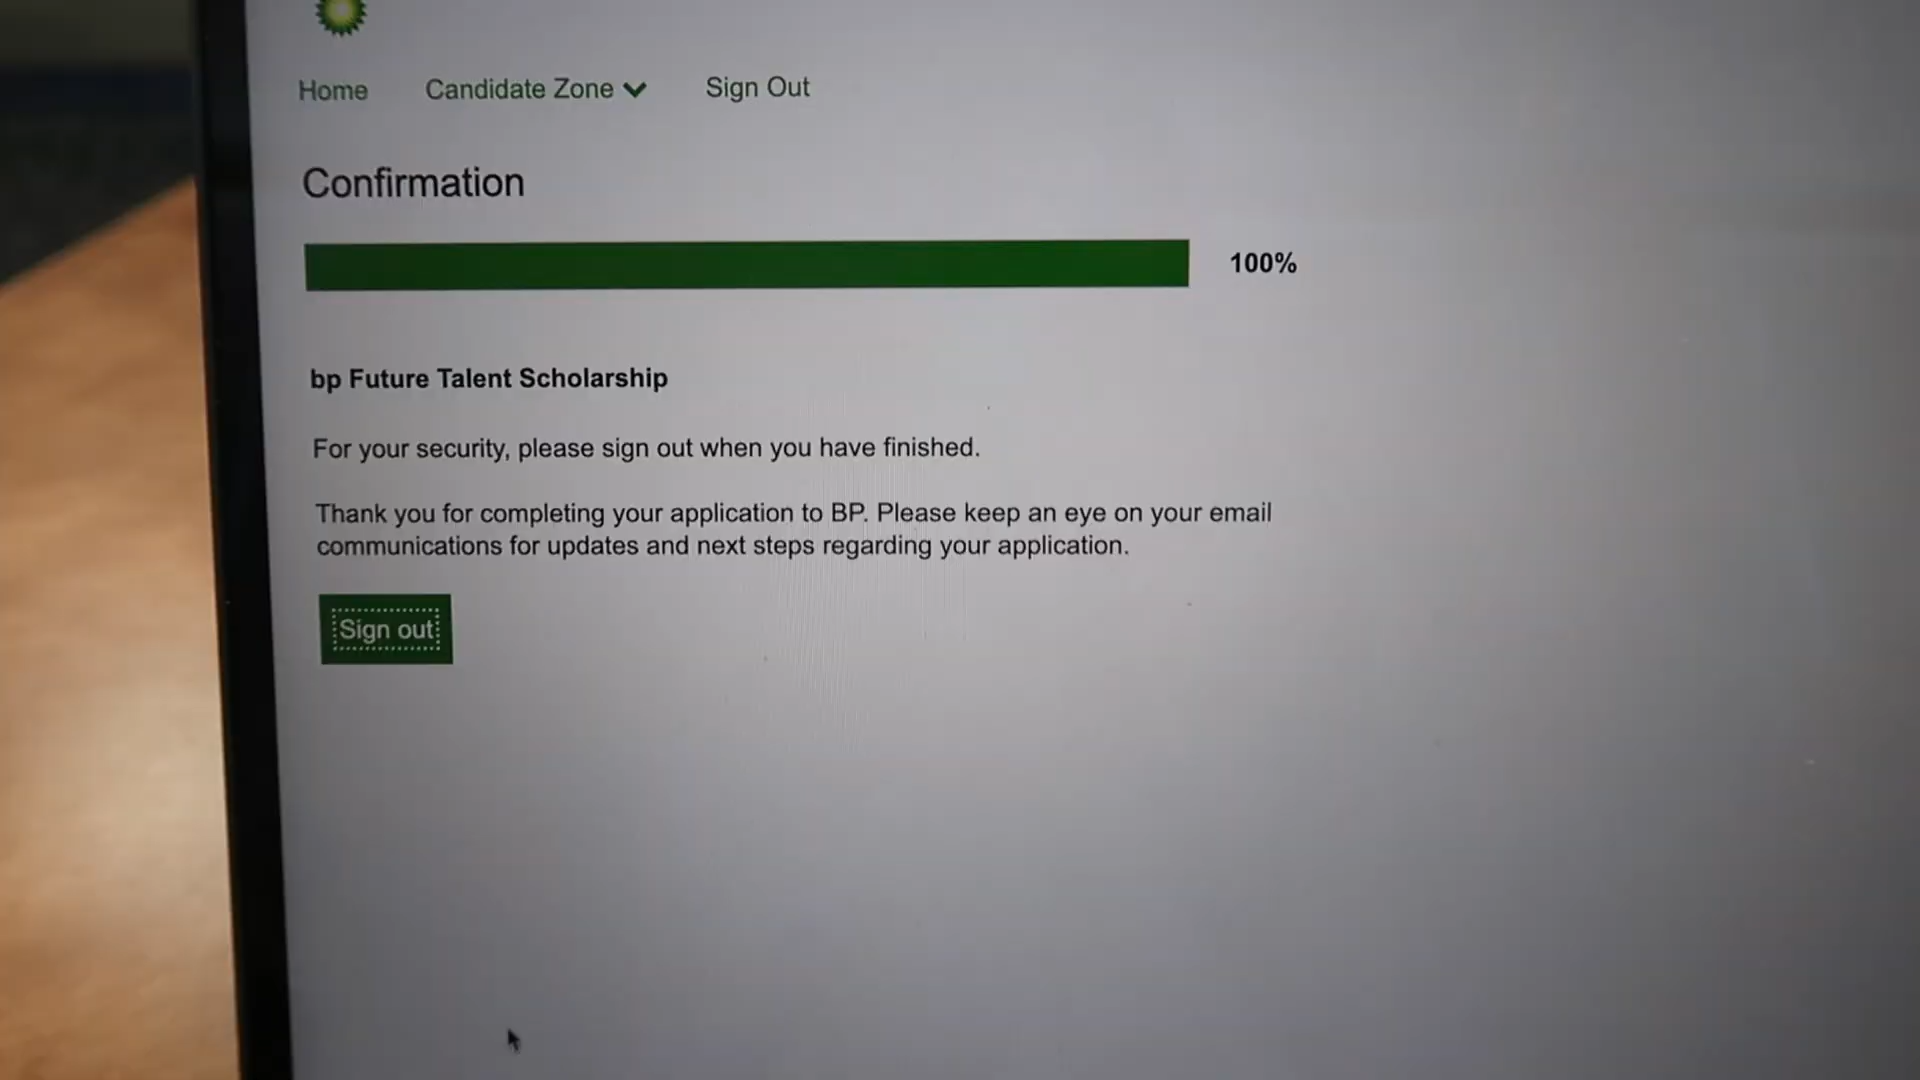 Home Candidate Zone Sign Out
Confirmation
100%
bp Future Talent Scholarship
For your security, please sign out when you have finished.
Thank you for completing your application to BP. Please keep an eye on your email
communications for updates and next steps regarding your application.
Sign out